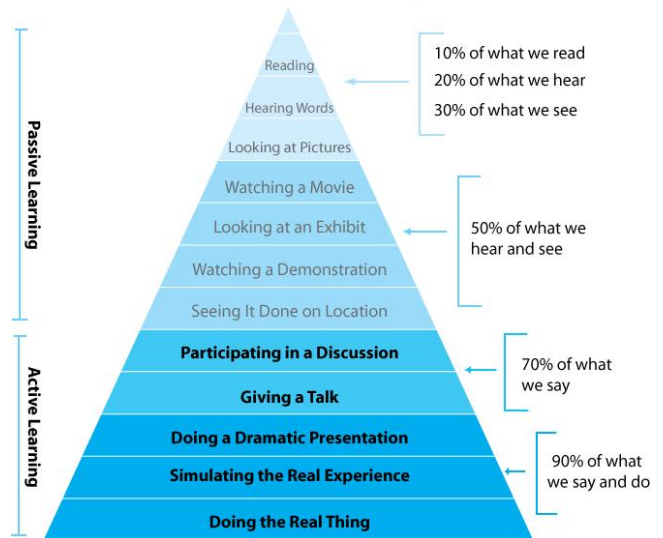 Reading
Hearing Words
Looking at Pictures
Watching a Movie
Looking at an Exhibit
Watching a Demonstration
Seeing It Done on Location
Participating in a Discussion
Giving a Talk
Doing a Dramatic Presentation
Simulating the Real Experience
Doing the Real Thing
Passive Learning
Active Learning
10% of what we read
20% of what we hear
30% of what we see
50% of what we
hear and see
70% of what
we say
90% of what
we say and do